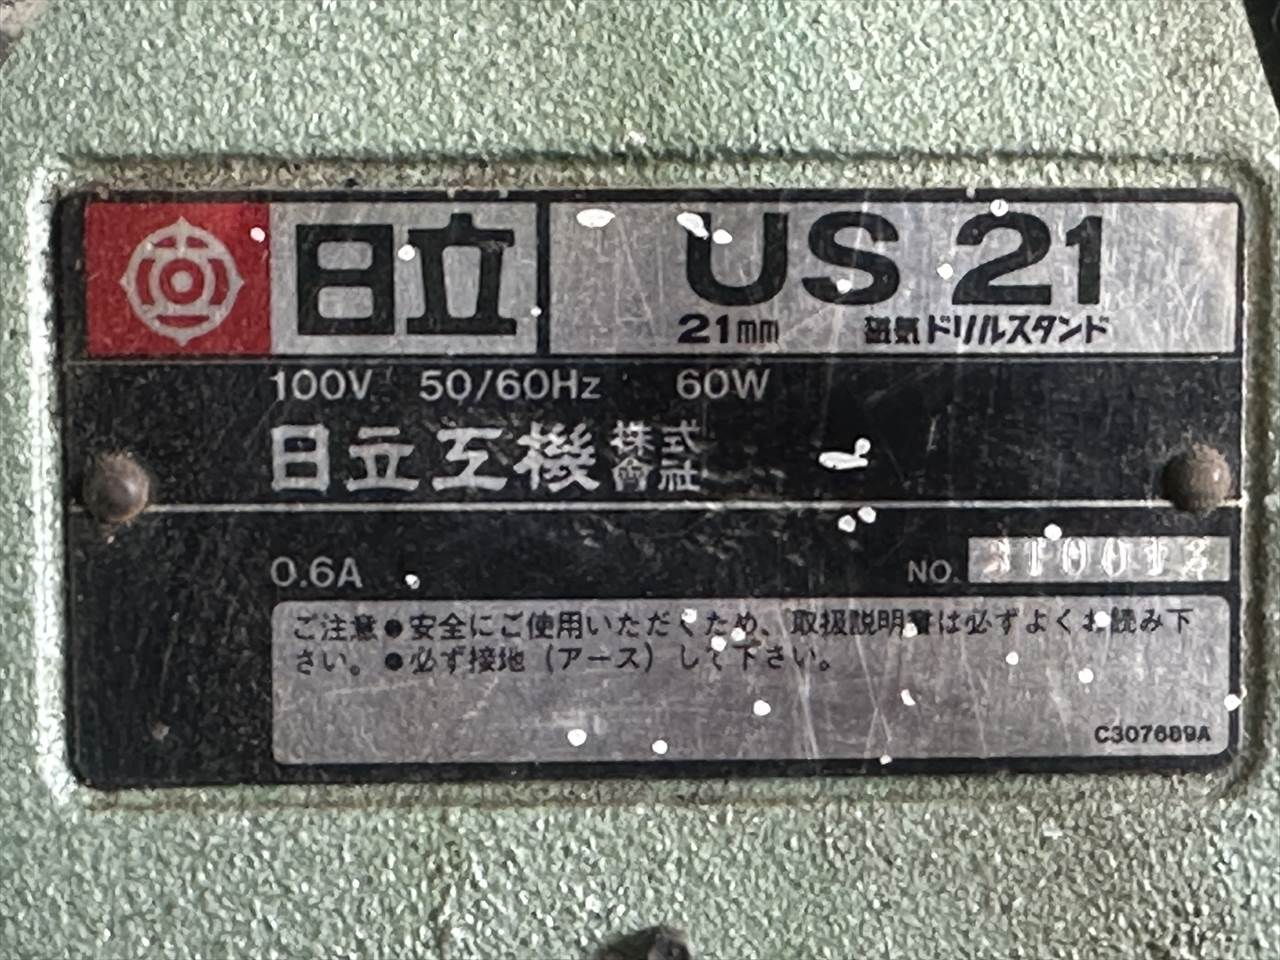 日立
US 21
21mm 磁気ドリルスタンド
100V 50/60Hz 60W
日立工機株式會社
0.6A
NO.
ご注意●安全にご使用いただくため、取扱説明書は必ずよくお読み下
さい。●必ず接地（アース）して下さい。
C307689A